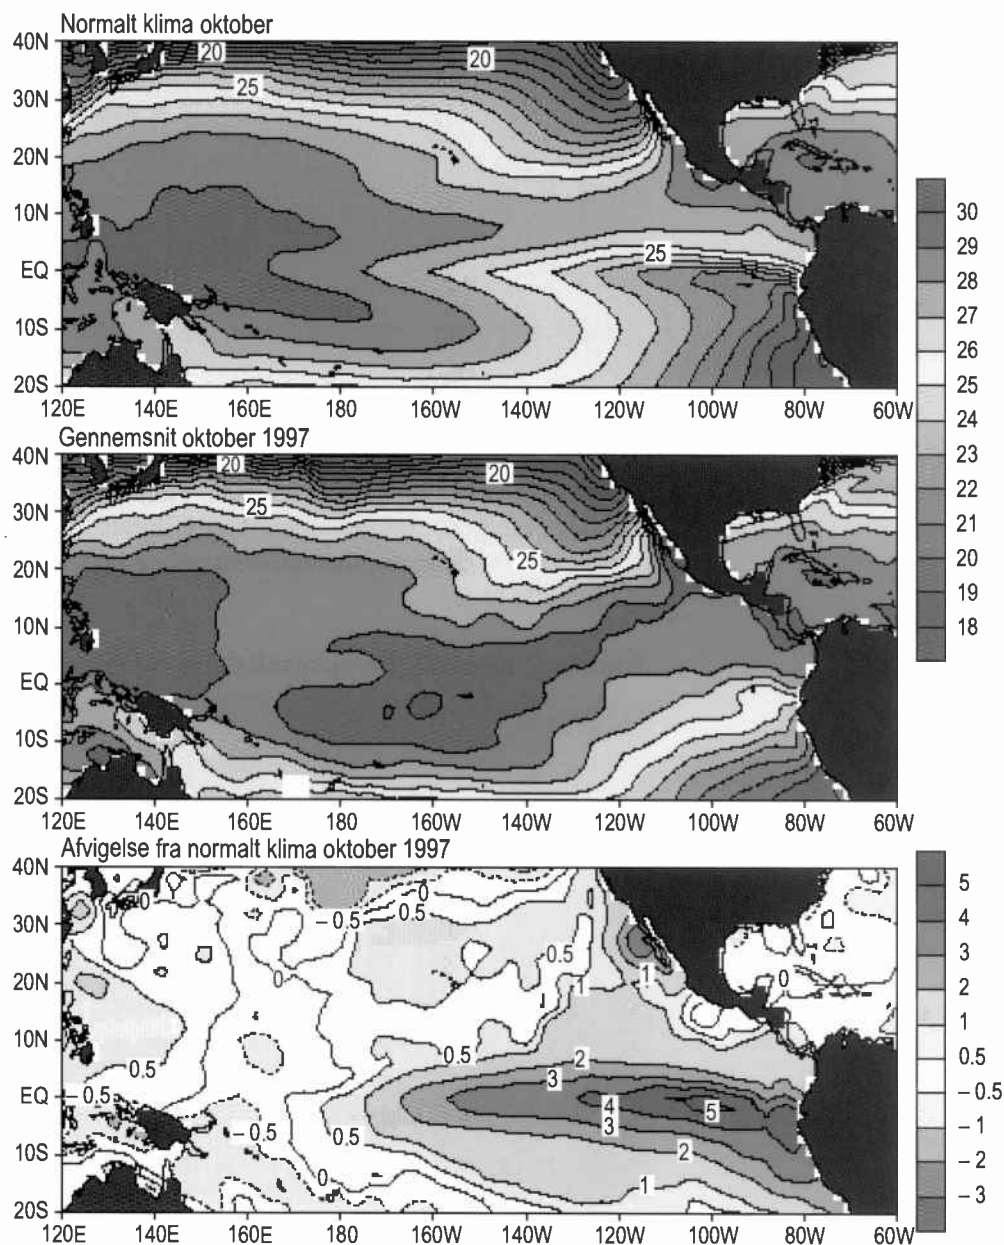 Normalt klima oktober
40N
20
20
25
30N
20N
10N
25
EQ
10S
20S
120E 140E 160E 180 160W 140W 120W 100W 80W 60W
Gennemsnit oktober 1997
40N
20
20
25
30N
20N
25
10N
EQ
10S
20S
120E 140E 160E 180 160W 140W 120W 100W 80W 60W
30
29
28
27
26
25
24
23
22
21
20
19
18
Afvigelse fra normalt klima oktober 1997
40N
0
0
30N
-0.5
0.5
0.5
20N
0
1
1
0
10N
0.5
0.5
2
3
EQ
-0.5
4
5
-0.5
0.5
3
10S
2
0
1
20S
120E 140E 160E 180 160W 140W 120W 100W 80W 60W
5
4
3
2
1
0.5
-0.5
-1
-2
-3